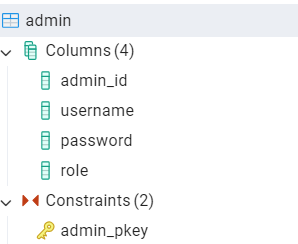 admin
Columns (4)
admin_id
username
password
role
Constraints (2)
admin_pkey